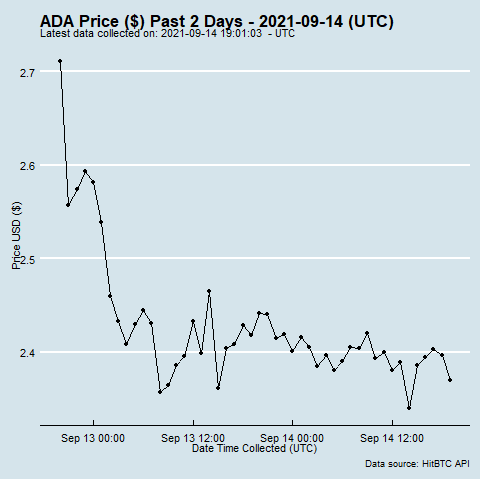 ADA Price ($) Past 2 Days - 2021-09-14 (UTC)
Latest data collected on: 2021-09-14 19:01:03  - UTC
2.7
2.6
2.5
2.4
Price USD ($)
Sep 13 00:00 Sep 13 12:00 Sep 14 00:00 Sep 14 12:00
Date Time Collected (UTC)
Data source: HitBTC API